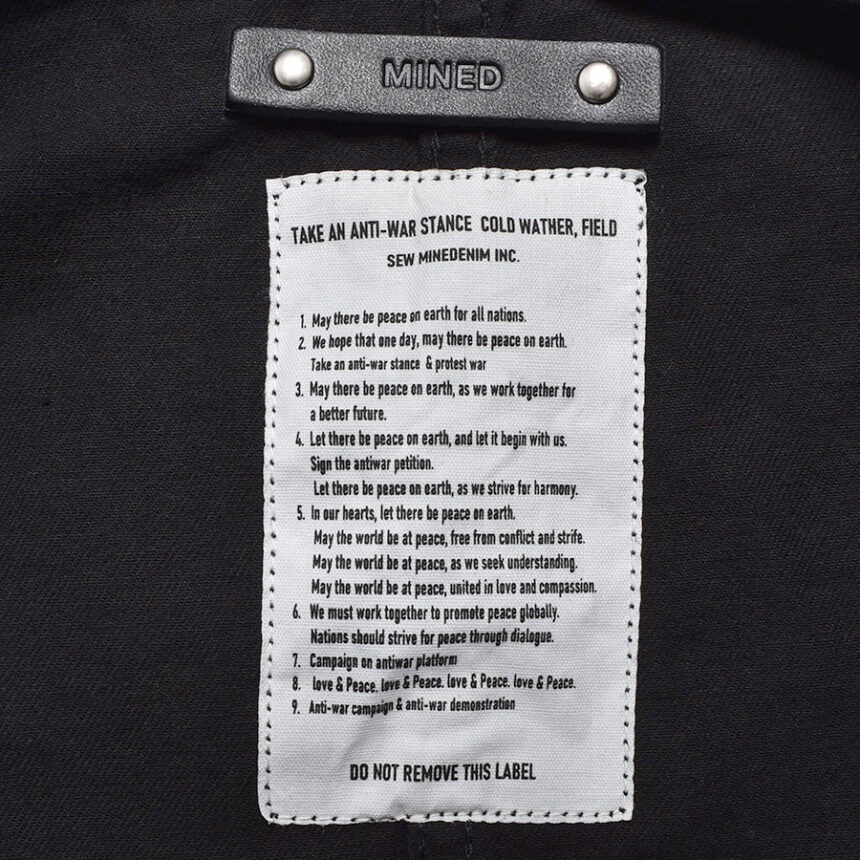 MINED
TAKE AN ANTI-WAR STANCE COLD WATHER, FIELD
SEW MINEDENIM INC.
1. May there be peace on earth for all nations.
2. We hope that one day, may there be peace on earth.
Take an anti-war stance & protest war
3. May there be peace on earth, as we work together for
a better future.
4. Let there be peace on earth, and let it begin with us.
Sign the antiwar petition.
Let there be peace on earth, as we strive for harmony.
5. In our hearts, let there be peace on earth.
May the world be at peace, free from conflict and strife.
May the world be at peace, as we seek understanding.
May the world be at peace, united in love and compassion.
6. We must work together to promote peace globally.
Nations should strive for peace through dialogue.
7. Campaign on antiwar platform
8. love & Peace. love & Peace. love & Peace. love & Peace.
9. Anti-war campaign & anti-war demonstration
DO NOT REMOVE THIS LABEL